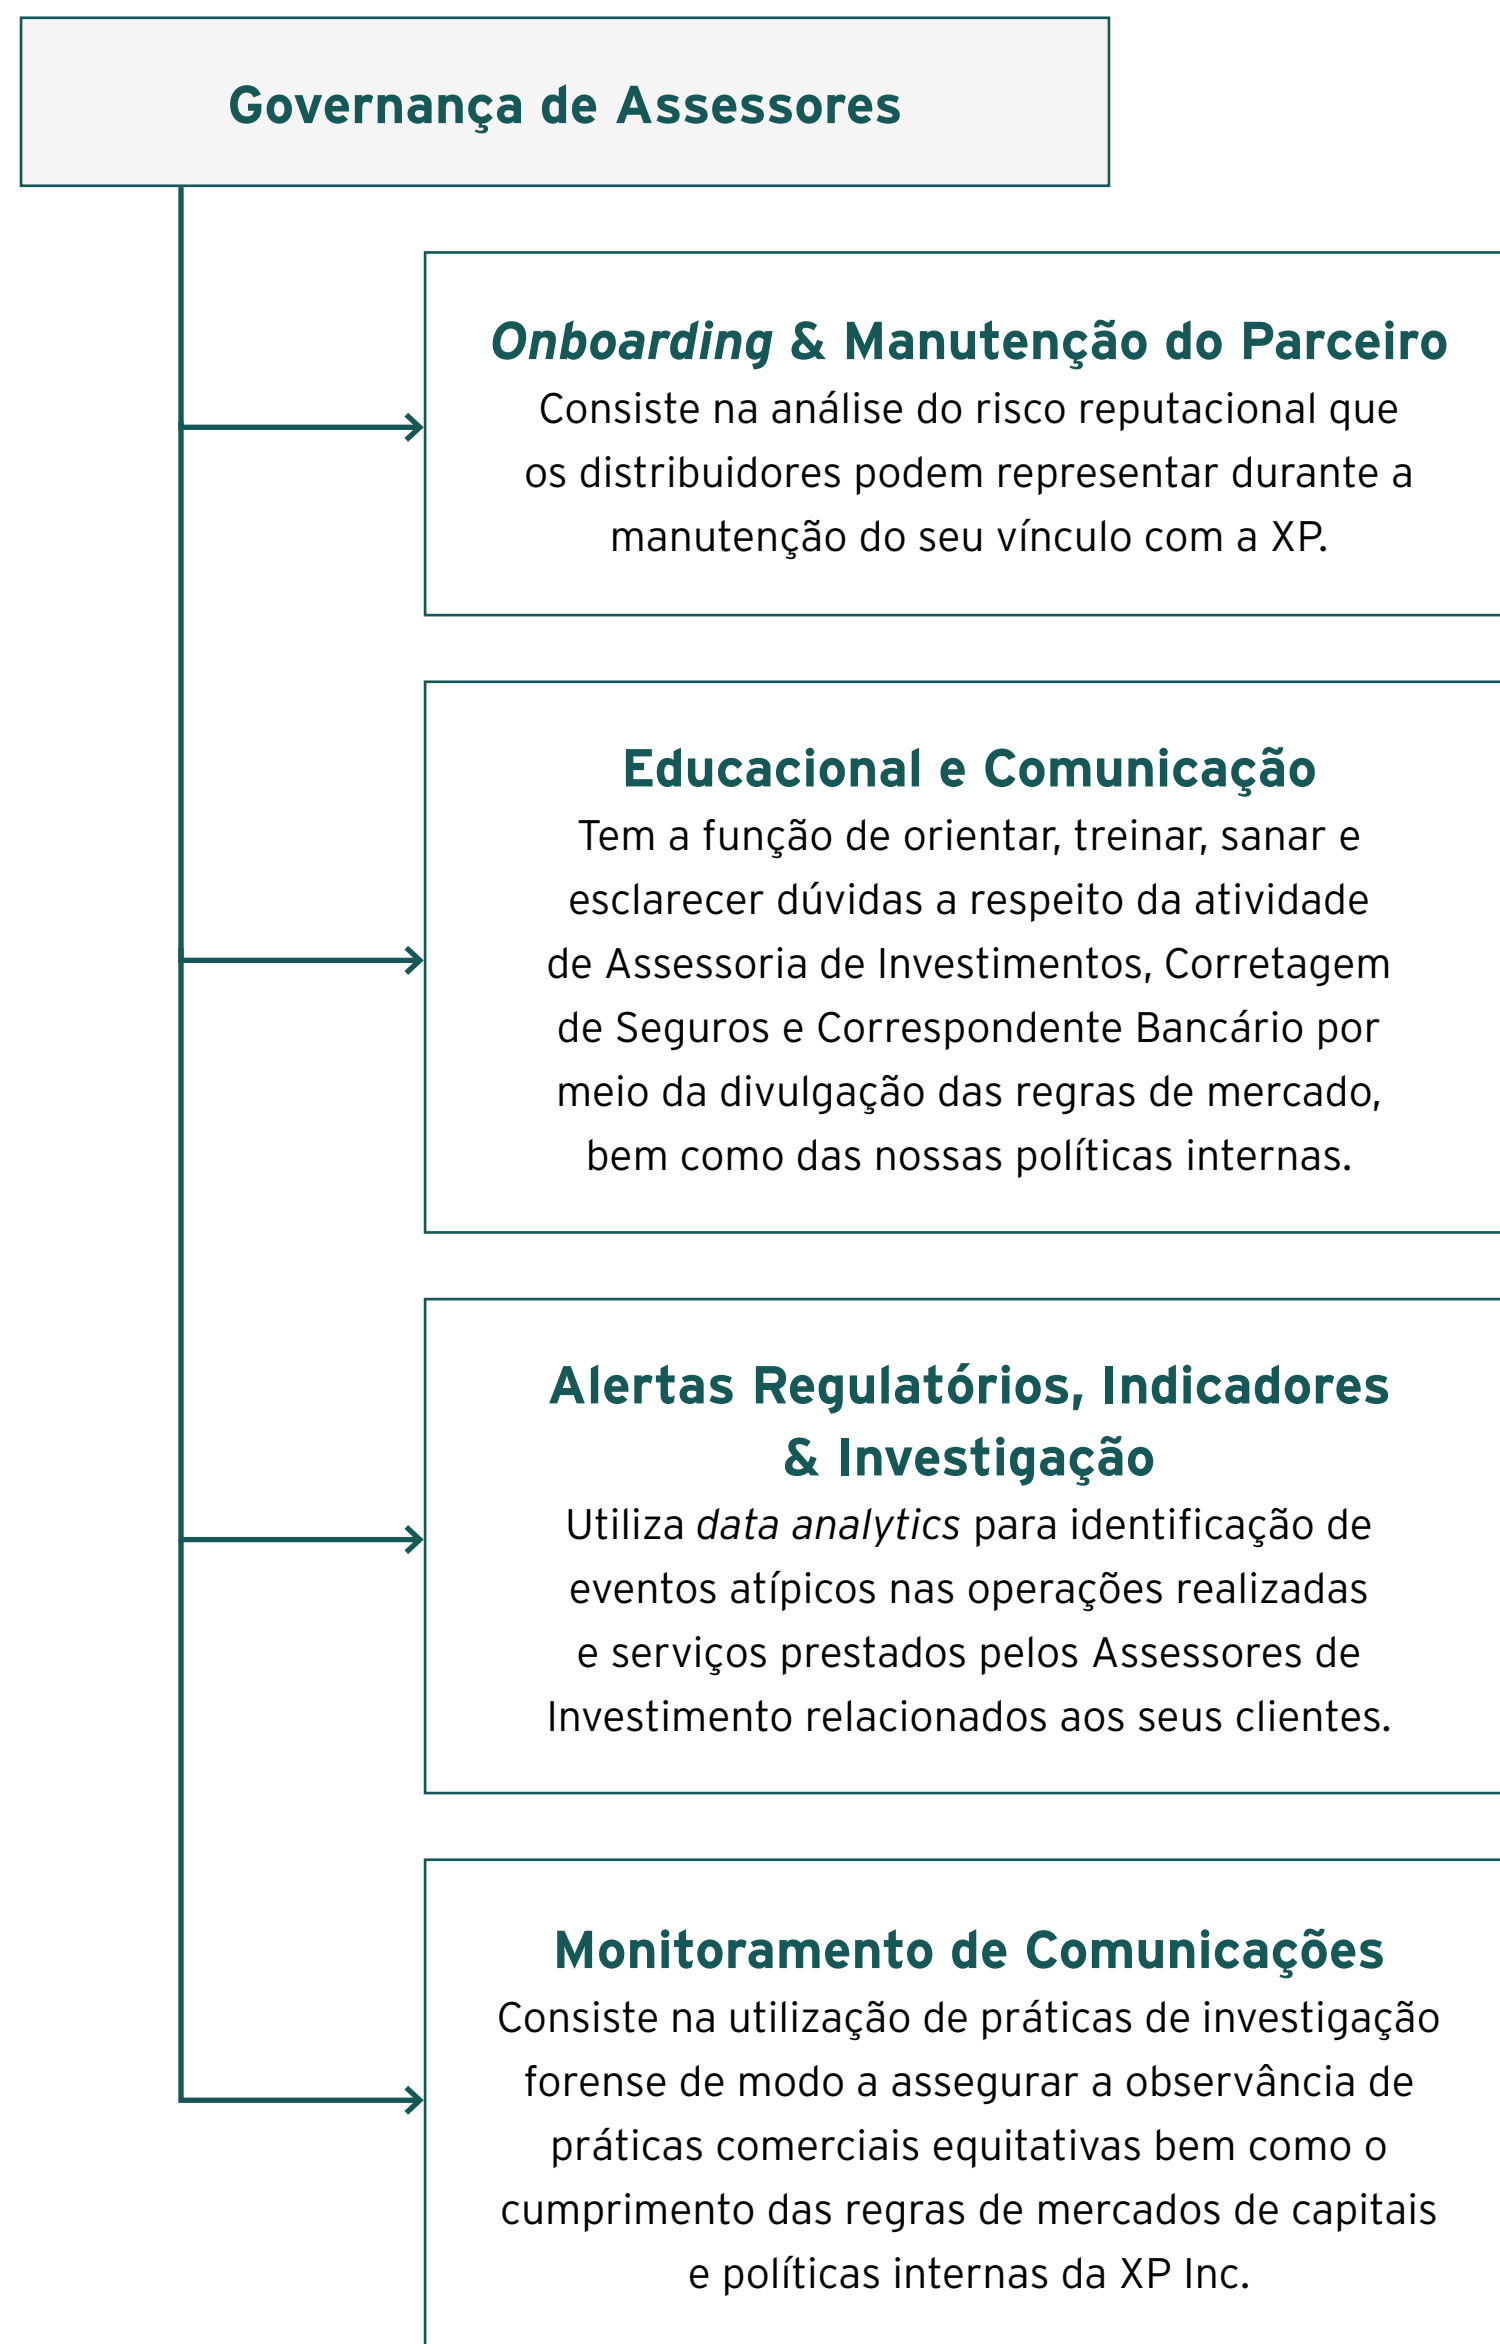 Governança de Assessores
Onboarding & Manutenção do Parceiro
Consiste na análise do risco reputacional que
os distribuidores podem representar durante a
manutenção do seu vínculo com a XP.
Educacional e Comunicação
Tem a função de orientar, treinar, sanar e
esclarecer dúvidas a respeito da atividade
de Assessoria de Investimentos, Corretagem
de Seguros e Correspondente Bancário por
meio da divulgação das regras de mercado,
bem como das nossas políticas internas.
Alertas Regulatórios, Indicadores
& Investigação
Utiliza data analytics para identificação de
eventos atípicos nas operações realizadas
e serviços prestados pelos Assessores de
Investimento relacionados aos seus clientes.
Monitoramento de Comunicações
Consiste na utilização de práticas de investigação
forense de modo a assegurar a observância de
práticas comerciais equitativas bem como o
cumprimento das regras de mercados de capitais
e políticas internas da XP Inc.